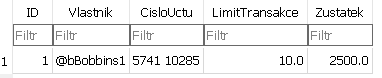 ID Vlastnik CisloUctu LimitTransakce Zustatek
Filtr Filtr Filtr Filtr Filtr
1 1 @bBobbins1 5741 10285 10.0 2500.0